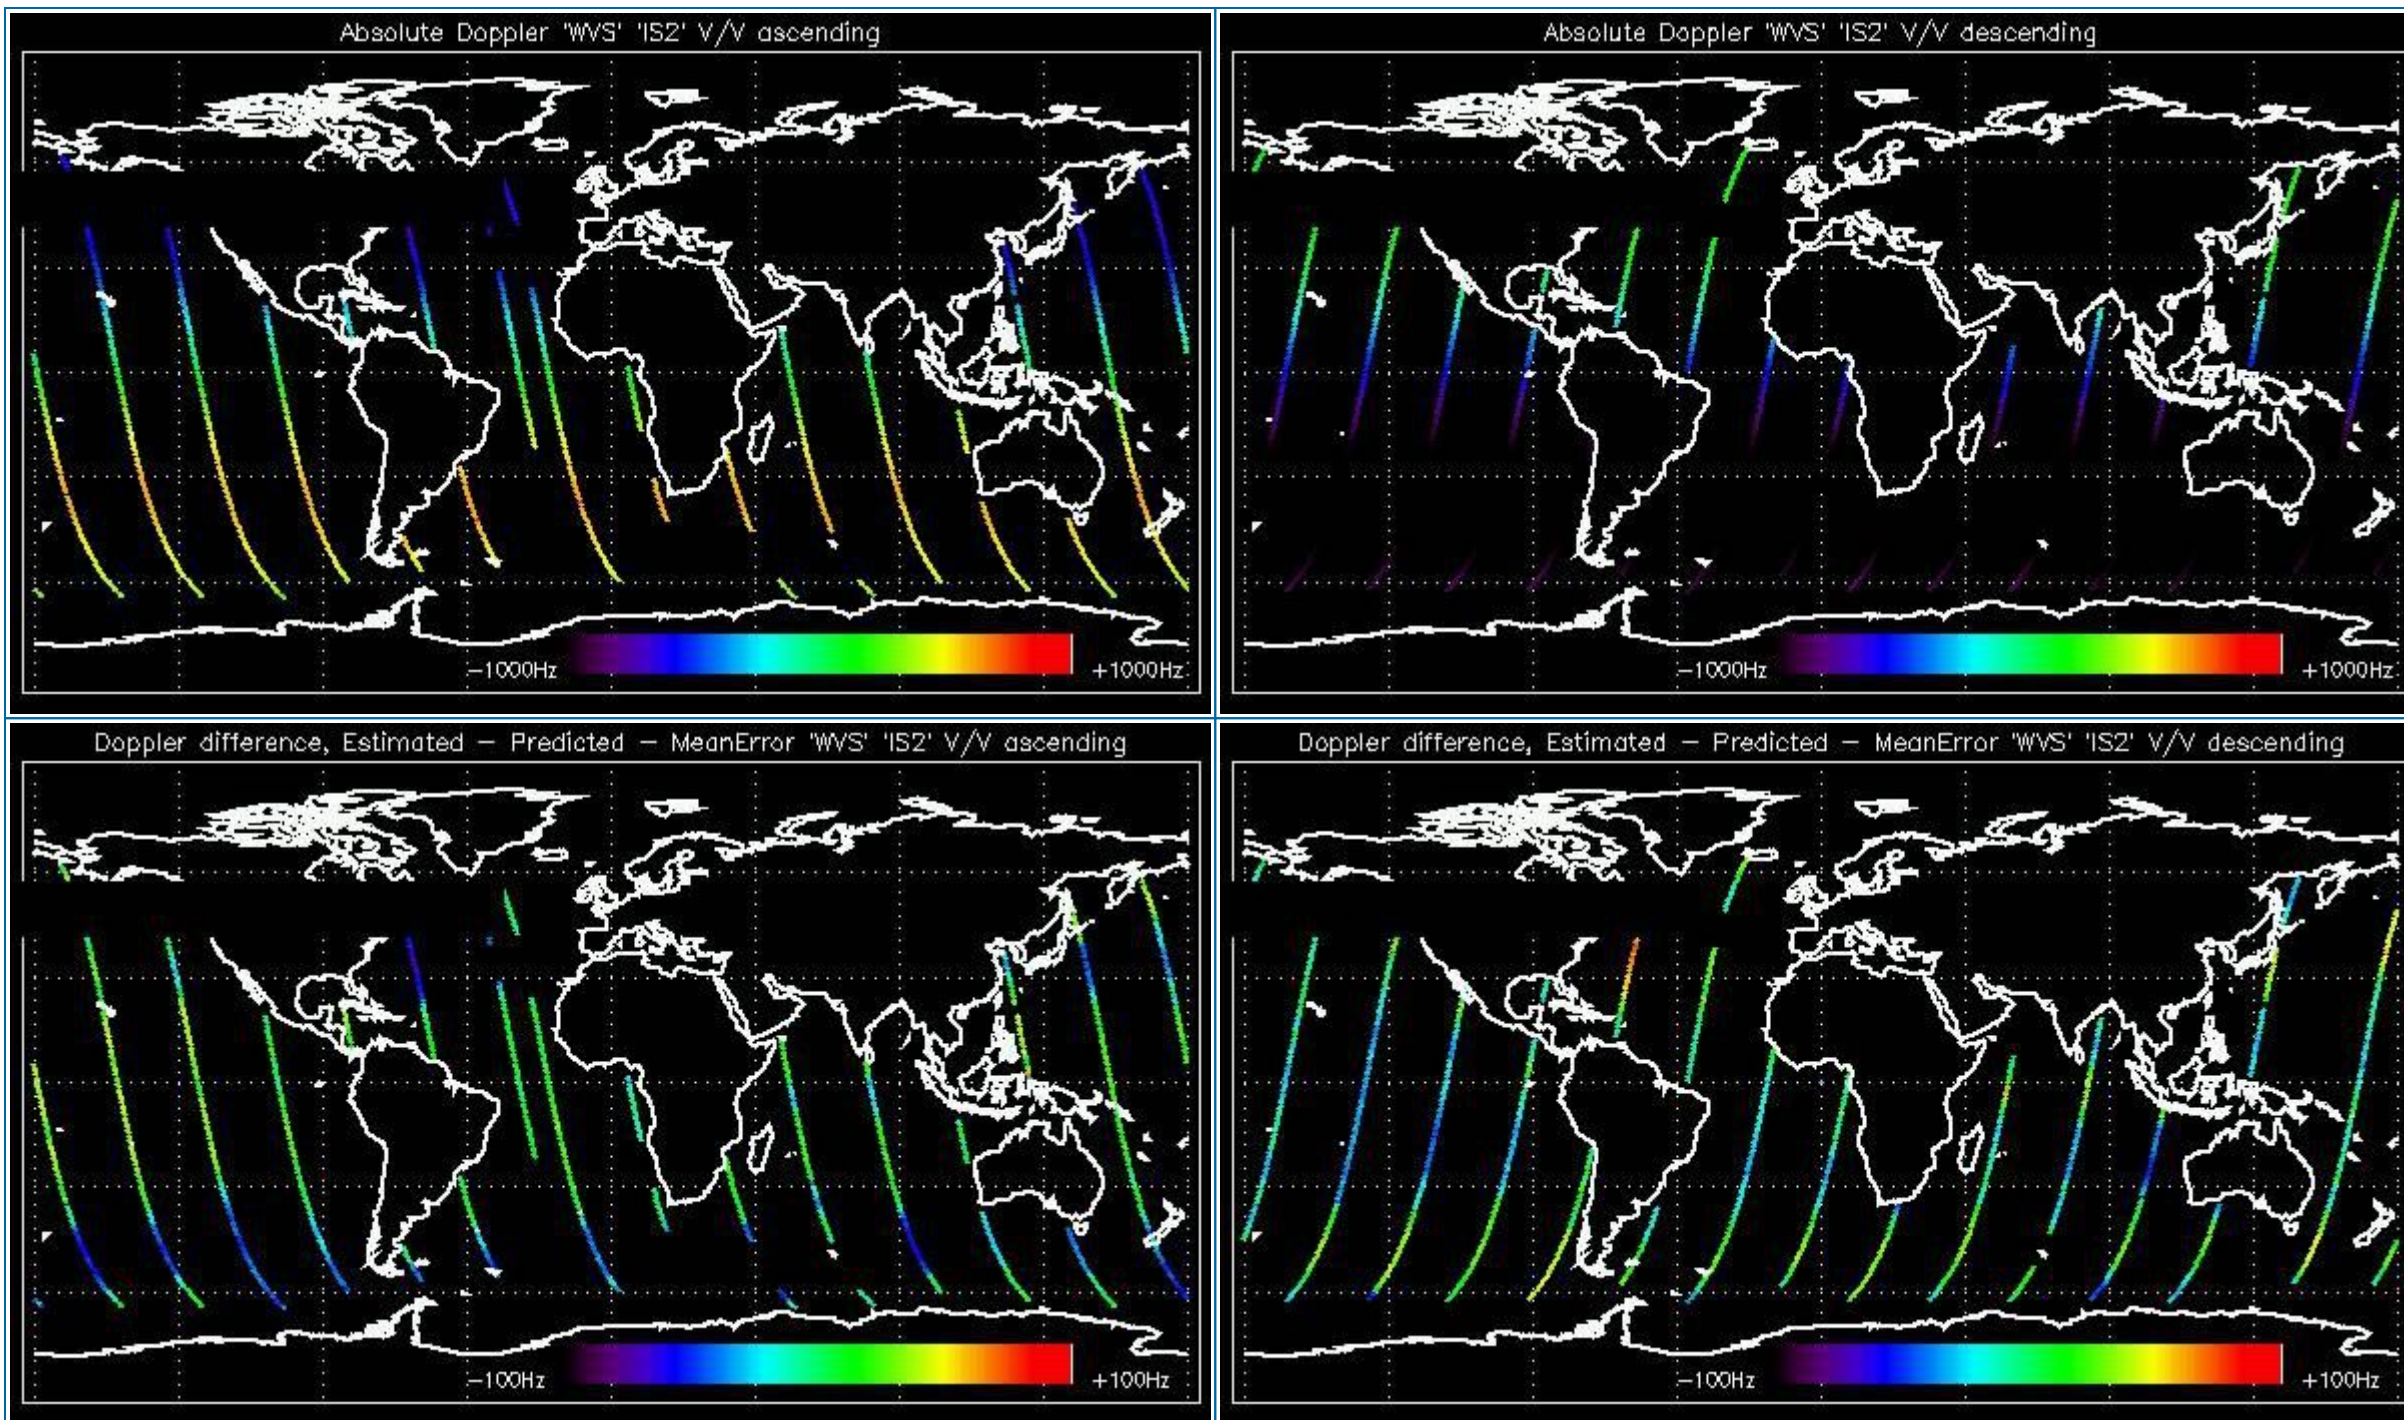 Absolute Doppler 'WVS' 'IS2' V/V ascending
-1000Hz
+1000Hz
Absolute Doppler 'WVS' 'IS2' V/V descending
-1000Hz
+1000Hz
Doppler difference, Estimated - Predicted - MeanError 'WVS' 'IS2' V/V ascending
-100Hz
+100Hz
Doppler difference, Estimated - Predicted - MeanError 'WVS' 'IS2' V/V descending
-100Hz
+100Hz